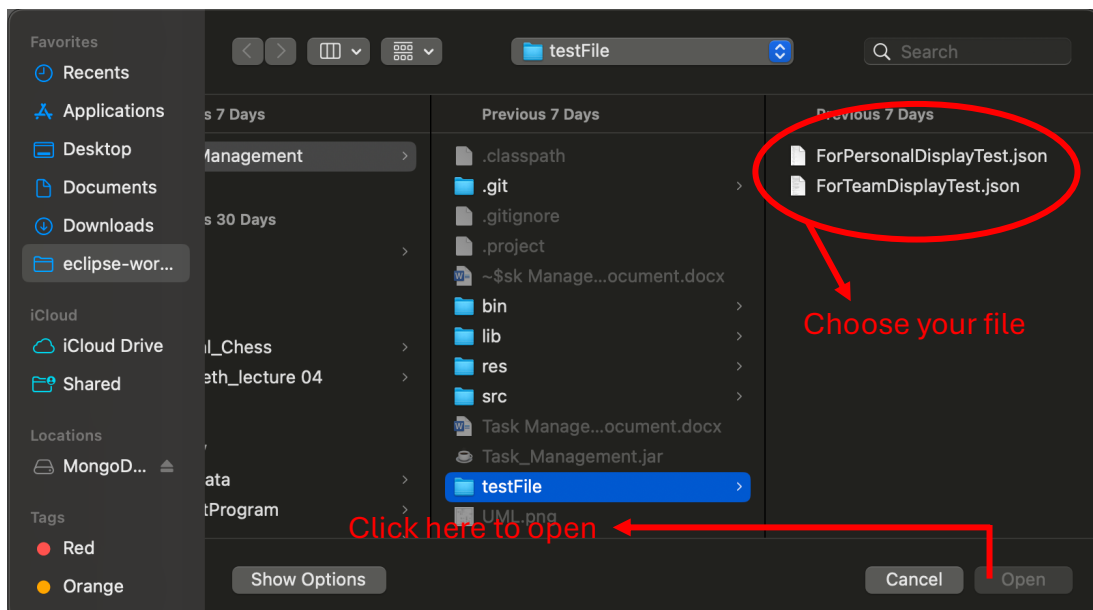 Favorites
Recents
Applications
Desktop
Documents
Downloads
eclipse-wor...
iCloud
iCloud Drive
Shared
Locations
MongoD...
Tags
Red
Orange
testFile
Search
s 7 Days
Management
s 30 Days
l_Chess
eth_lecture 04
ata
tProgram
Previous 7 Days
.classpath
.git
.gitignore
.project
~$sk Manage...ocument.docx
bin
lib
res
src
Task Manage...ocument.docx
Task_Management.jar
testFile
UML.png
Previous 7 Days
ForPersonalDisplayTest.json
ForTeamDisplayTest.json
Choose your file
Click here to open
Show Options
Cancel
Open